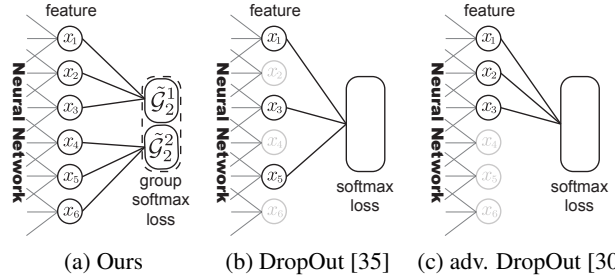 feature
Neural Network
x₁
x₂
x₃
x₄
x₅
x₆
𝒢̃₂¹
𝒢̃₂²
group
softmax
loss
(a) Ours
feature
Neural Network
x₁
x₂
x₃
x₄
x₅
x₆
softmax
loss
(b) DropOut [35]
feature
Neural Network
x₁
x₂
x₃
x₄
x₅
x₆
softmax
loss
(c) adv. DropOut [30